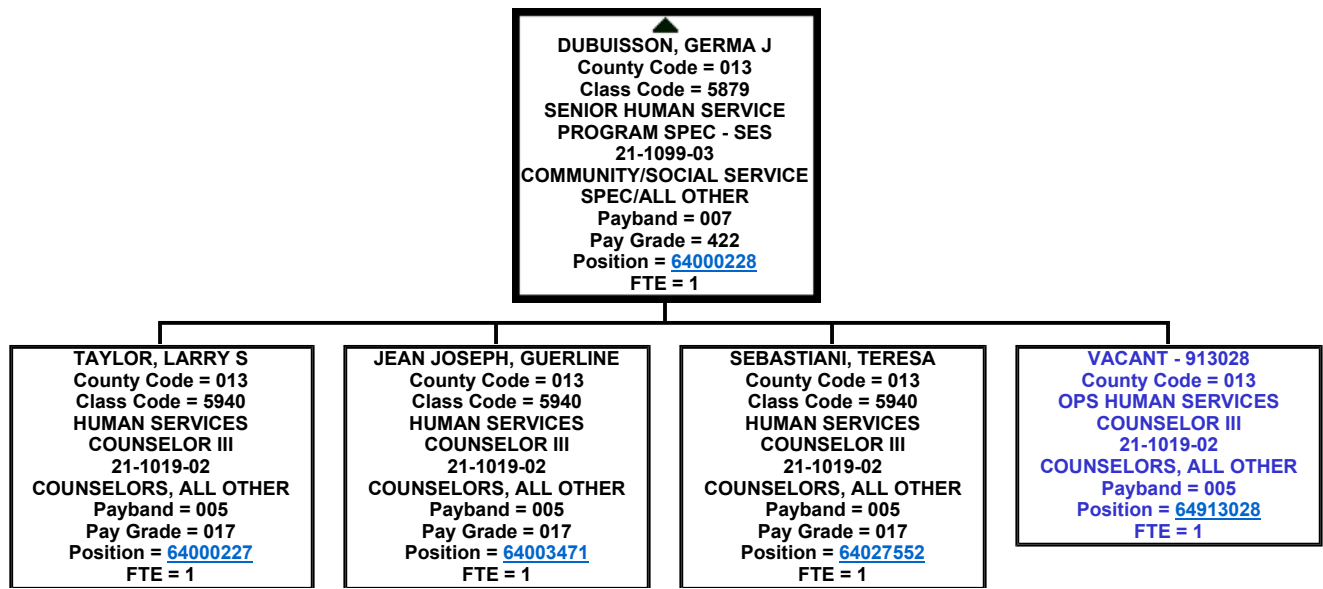 DUBUISSON, GERMA J
County Code = 013
Class Code = 5879
SENIOR HUMAN SERVICE
PROGRAM SPEC - SES
21-1099-03
COMMUNITY/SOCIAL SERVICE
SPEC/ALL OTHER
Payband = 007
Pay Grade = 422
Position = 64000228
FTE = 1
TAYLOR, LARRY S
County Code = 013
Class Code = 5940
HUMAN SERVICES
COUNSELOR III
21-1019-02
COUNSELORS, ALL OTHER
Payband = 005
Pay Grade = 017
Position = 64000227
FTE = 1
JEAN JOSEPH, GUERLINE
County Code = 013
Class Code = 5940
HUMAN SERVICES
COUNSELOR III
21-1019-02
COUNSELORS, ALL OTHER
Payband = 005
Pay Grade = 017
Position = 64003471
FTE = 1
SEBASTIANI, TERESA
County Code = 013
Class Code = 5940
HUMAN SERVICES
COUNSELOR III
21-1019-02
COUNSELORS, ALL OTHER
Payband = 005
Pay Grade = 017
Position = 64027552
FTE = 1
VACANT - 913028
County Code = 013
OPS HUMAN SERVICES
COUNSELOR III
21-1019-02
COUNSELORS, ALL OTHER
Payband = 005
Position = 64913028
FTE = 1